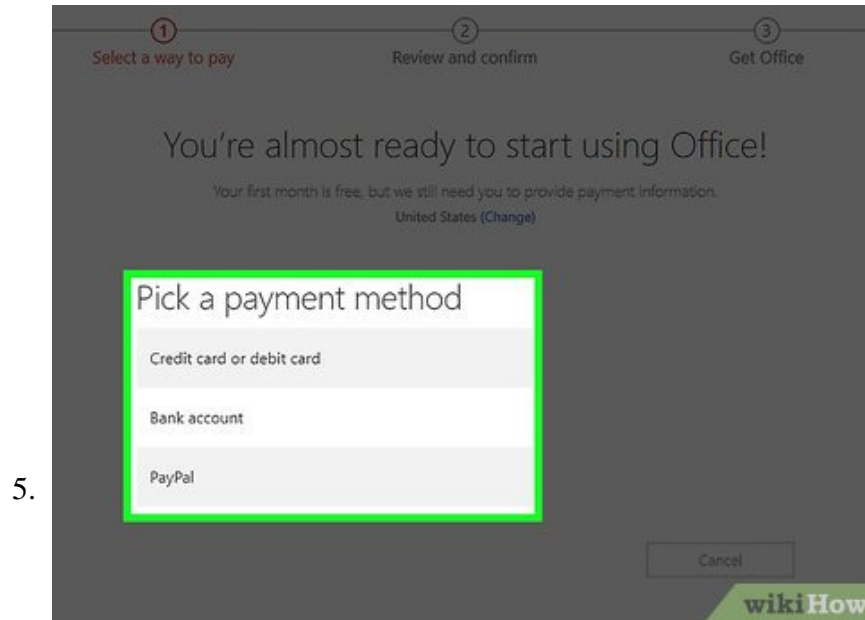 1 2 3
Select a way to pay Review and confirm Get Office
You're almost ready to start using Office!
Your first month is free, but we still need you to provide payment information.
United States (Change)
Pick a payment method
Credit card or debit card
Bank account
PayPal
5.
Cancel
wikiHow